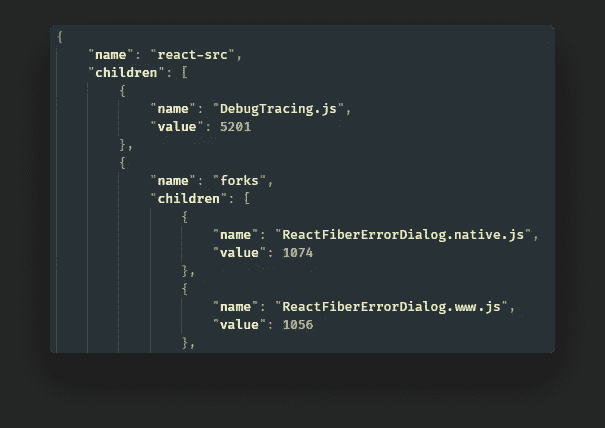 {
"name": "react-src",
"children": [
{
"name": "DebugTracing.js",
"value": 5201
},
{
"name": "forks",
"children": [
{
"name": "ReactFiberErrorDialog.native.js",
"value": 1074
},
{
"name": "ReactFiberErrorDialog.www.js",
"value": 1056
},